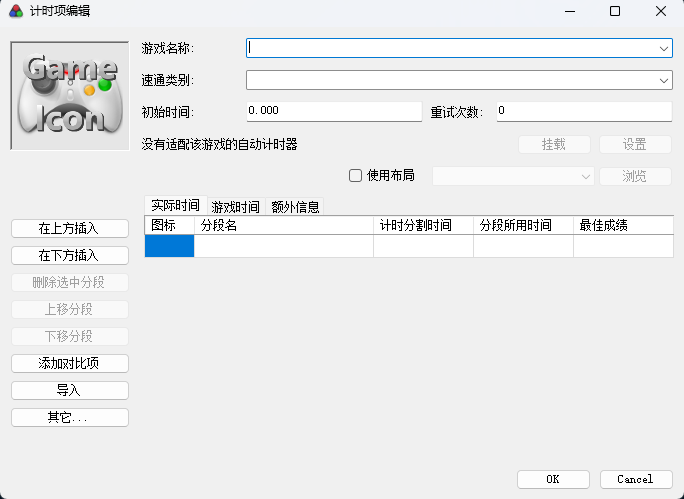 计时项编辑
Game
Icon
游戏名称:
速通类别:
初始时间: 0.000 重试次数: 0
没有适配该游戏的自动计时器 挂载 设置
使用布局 浏览
实际时间 游戏时间 额外信息
图标 分段名 计时分割时间 分段所用时间 最佳成绩
在上方插入
在下方插入
删除选中分段
上移分段
下移分段
添加对比项
导入
其它...
OK Cancel